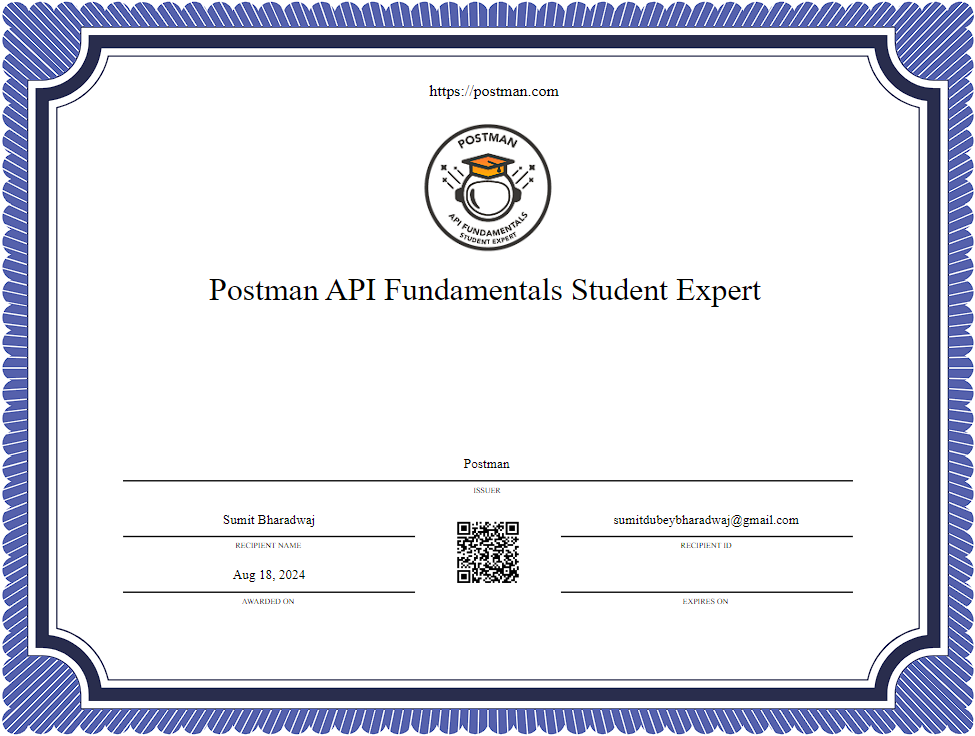 https://postman.com
POSTMAN
API FUNDAMENTALS
STUDENT EXPERT
Postman API Fundamentals Student Expert
Postman
ISSUER
Sumit Bharadwaj
RECIPIENT NAME
sumitdubeybharadwaj@gmail.com
RECIPIENT ID
Aug 18, 2024
AWARDED ON
EXPIRES ON